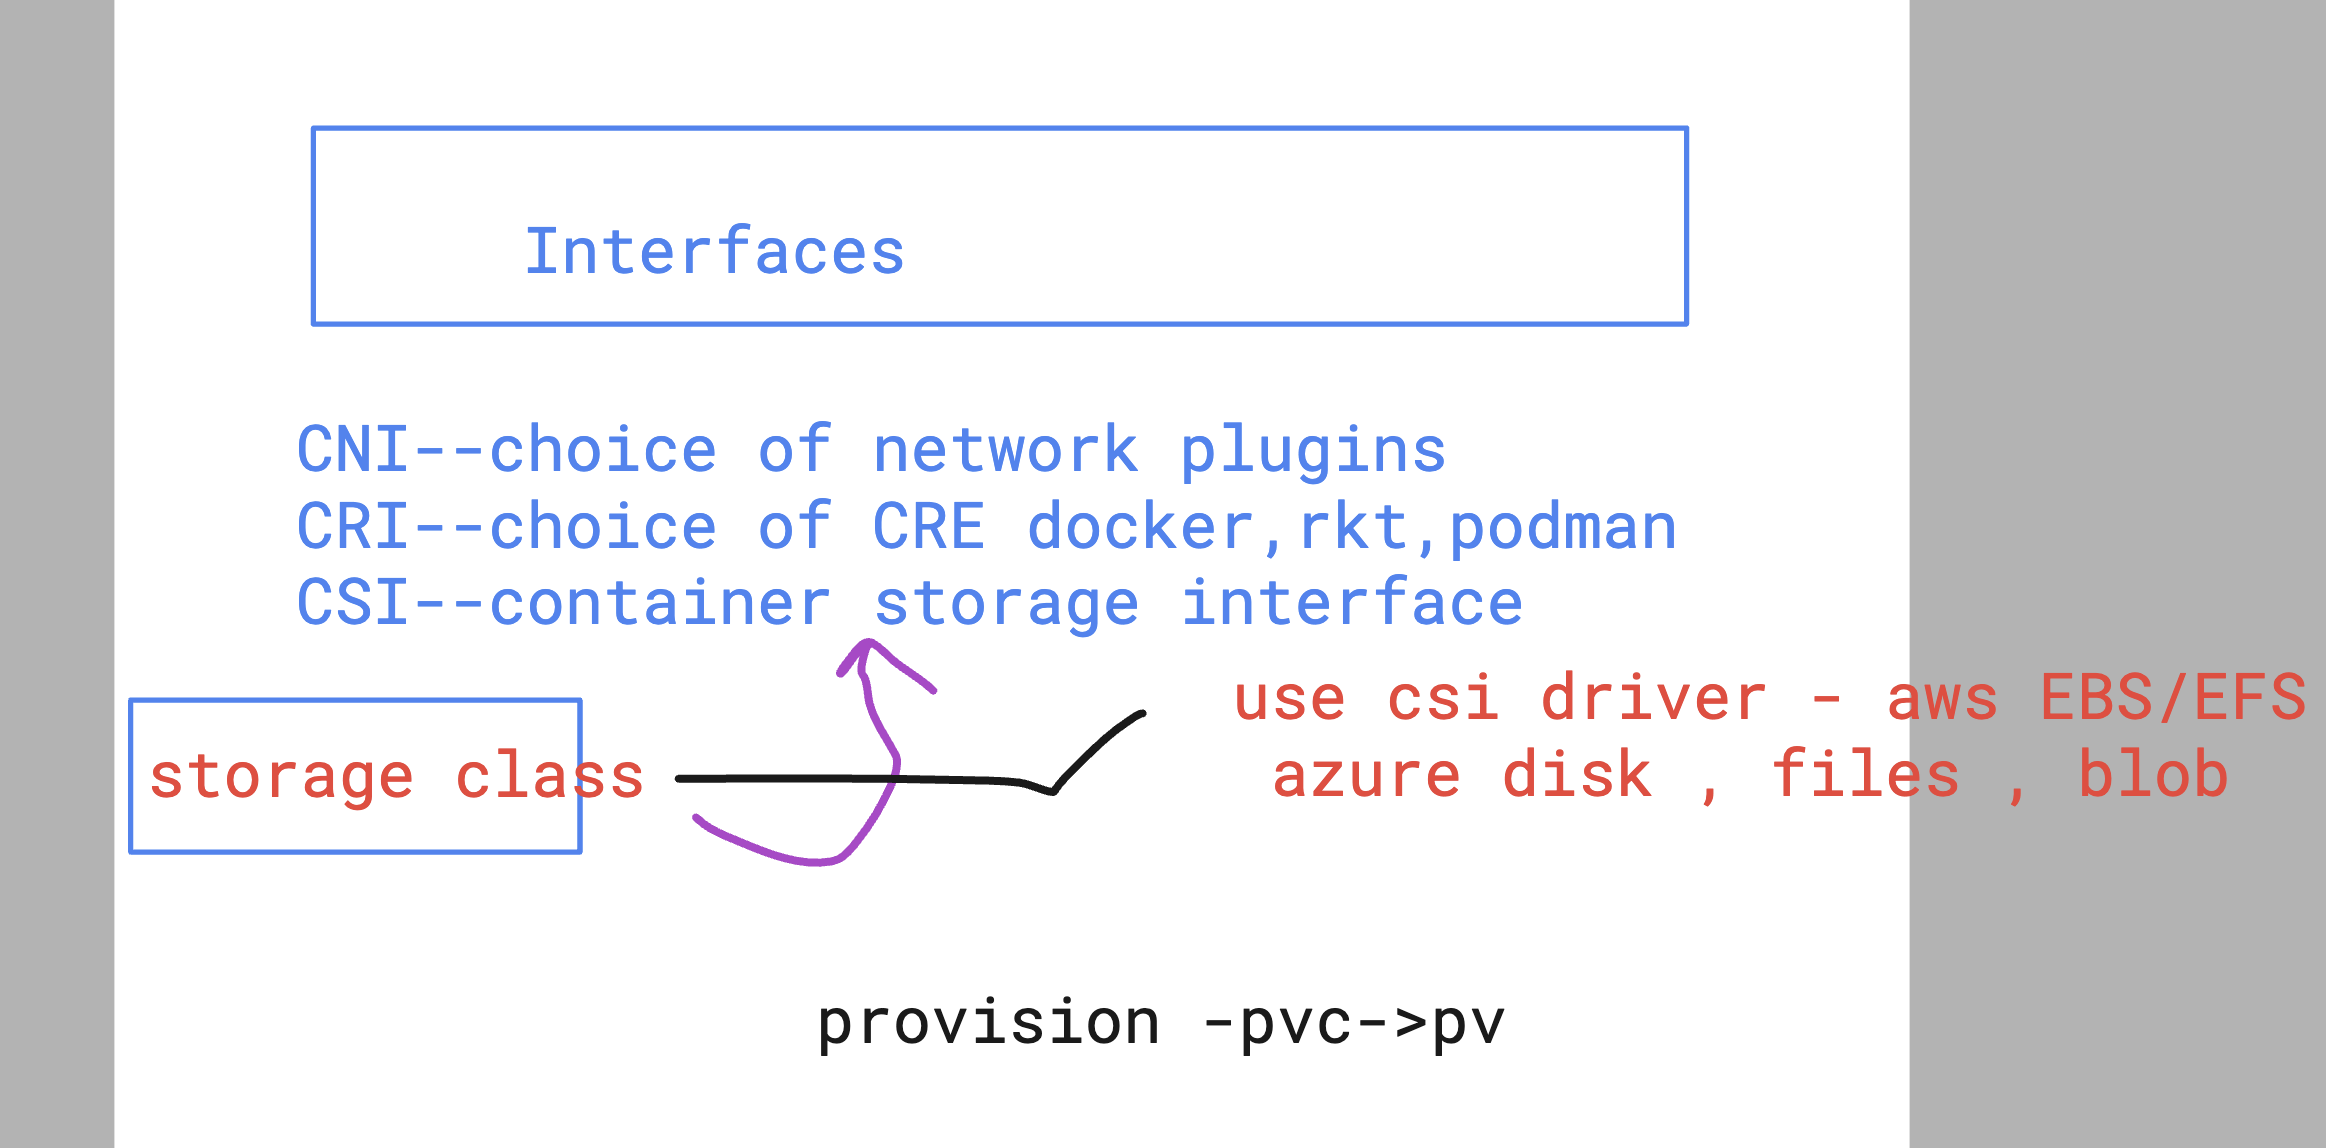 Interfaces
CNI--choice of network plugins
CRI--choice of CRE docker,rkt,podman
CSI--container storage interface
use csi driver - aws EBS/EFS
azure disk , files , blob
storage class
provision -pvc->pv